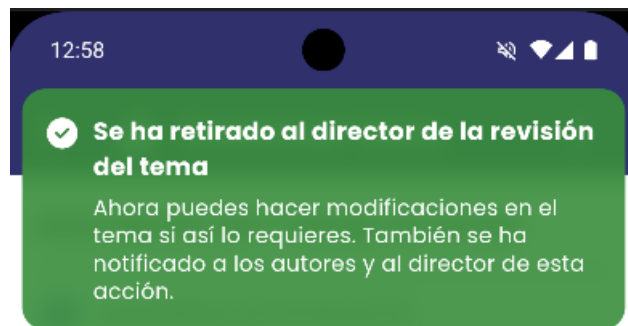 12:58
Se ha retirado al director de la revisión
del tema
Ahora puedes hacer modificaciones en el
tema si así lo requieres. También se ha
notificado a los autores y al director de esta
acción.